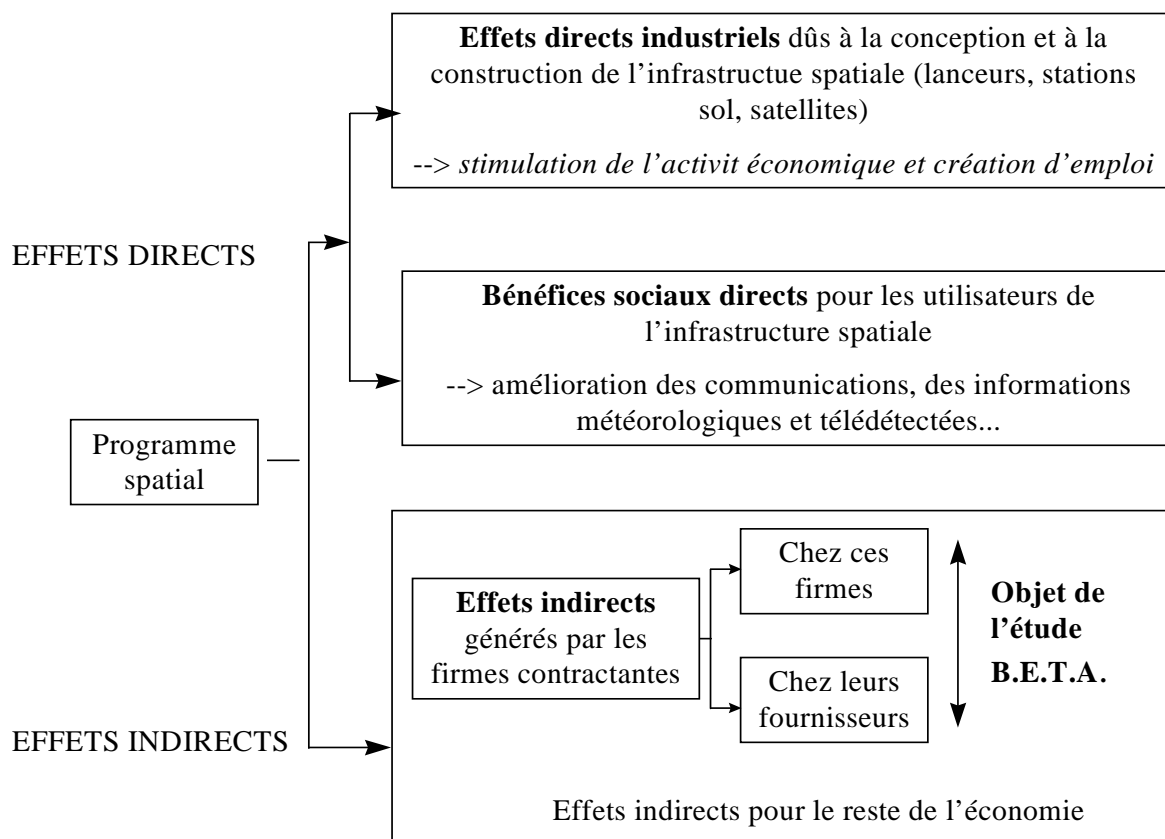 Effets directs industriels dûs à la conception et à la
construction de l’infrastructue spatiale (lanceurs, stations
sol, satellites)
--> stimulation de l’activit économique et création d’emploi
EFFETS DIRECTS
Bénéfices sociaux directs pour les utilisateurs de
l’infrastructure spatiale
--> amélioration des communications, des informations
météorologiques et télédétectées...
Programme
spatial
Effets indirects
générés par les
firmes contractantes
Chez ces
firmes
Chez leurs
fournisseurs
Objet de
l’étude
B.E.T.A.
EFFETS INDIRECTS
Effets indirects pour le reste de l’économie